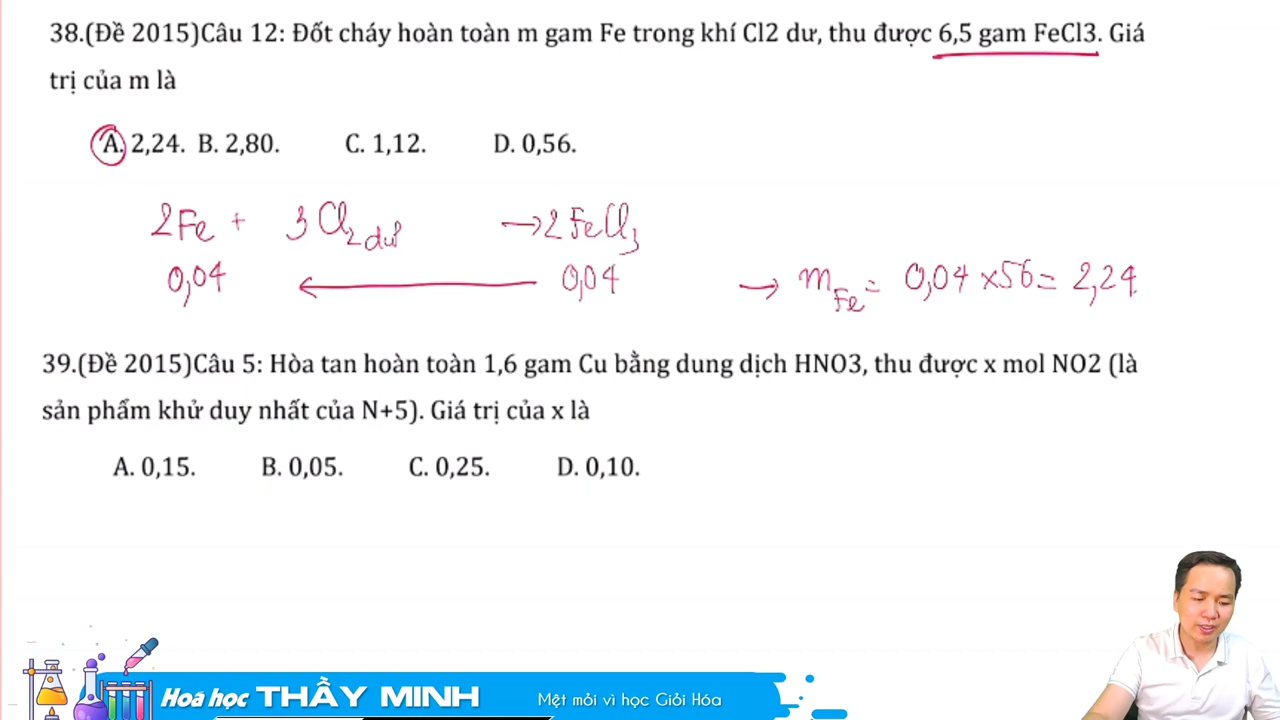 38.(Đề 2015)Câu 12: Đốt cháy hoàn toàn m gam Fe trong khí Cl2 dư, thu được 6,5 gam FeCl3. Giá
trị của m là
A. 2,24. B. 2,80. C. 1,12. D. 0,56.
2Fe + 3Cl2 dư → 2FeCl3
0,04 ← 0,04 → mFe = 0,04 x 56 = 2,24
39.(Đề 2015)Câu 5: Hòa tan hoàn toàn 1,6 gam Cu bằng dung dịch HNO3, thu được x mol NO2 (là
sản phẩm khử duy nhất của N+5). Giá trị của x là
A. 0,15. B. 0,05. C. 0,25. D. 0,10.
Hoá học THẦY MINH Mệt mỏi vì học Giỏi Hóa